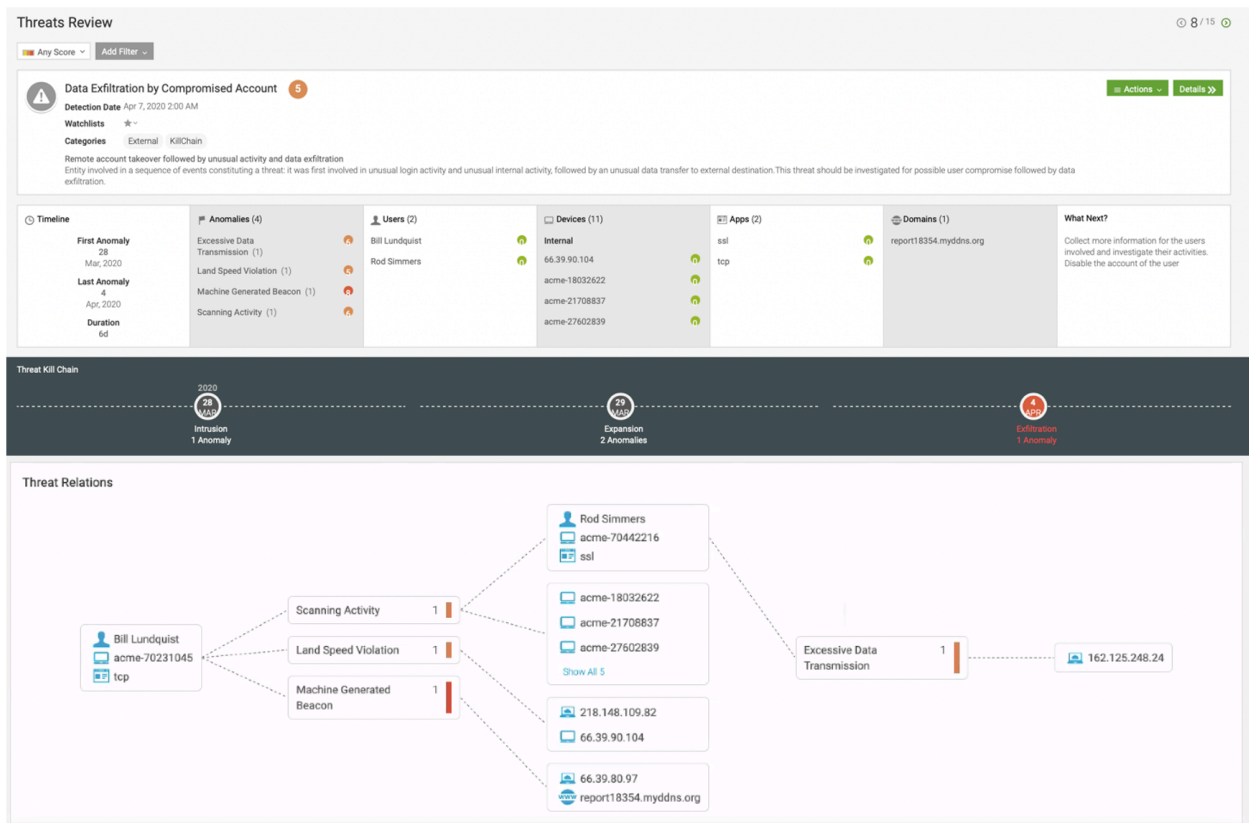 Threats Review
8 / 15
Any Score
Add Filter
Data Exfiltration by Compromised Account 5
Actions
Details
Detection Date Apr 7, 2020 2:00 AM
Watchlists
Categories External KillChain
Remote account takeover followed by unusual activity and data exfiltration
Entity involved in a sequence of events constituting a threat: it was first involved in unusual login activity and unusual internal activity, followed by an unusual data transfer to external destination.This threat should be investigated for possible user compromise followed by data
exfiltration.
Timeline
First Anomaly
28
Mar, 2020
Last Anomaly
4
Apr, 2020
Duration
6d
Anomalies (4)
Excessive Data
Transmission (1)
Land Speed Violation (1)
Machine Generated Beacon (1)
Scanning Activity (1)
Users (2)
Bill Lundquist
Rod Simmers
Devices (11)
Internal
66.39.90.104
acme-18032622
acme-21708837
acme-27602839
Apps (2)
ssl
tcp
Domains (1)
report18354.myddns.org
What Next?
Collect more information for the users
involved and investigate their activities.
Disable the account of the user
Threat Kill Chain
2020
28
MAR
Intrusion
1 Anomaly
29
MAR
Expansion
2 Anomalies
4
APR
Exfiltration
1 Anomaly
Threat Relations
Bill Lundquist
acme-70231045
tcp
Scanning Activity 1
Land Speed Violation 1
Machine Generated 1
Beacon
Rod Simmers
acme-70442216
ssl
acme-18032622
acme-21708837
acme-27602839
Show All 5
218.148.109.82
66.39.90.104
66.39.80.97
www
report18354.myddns.org
Excessive Data 1
Transmission
162.125.248.24